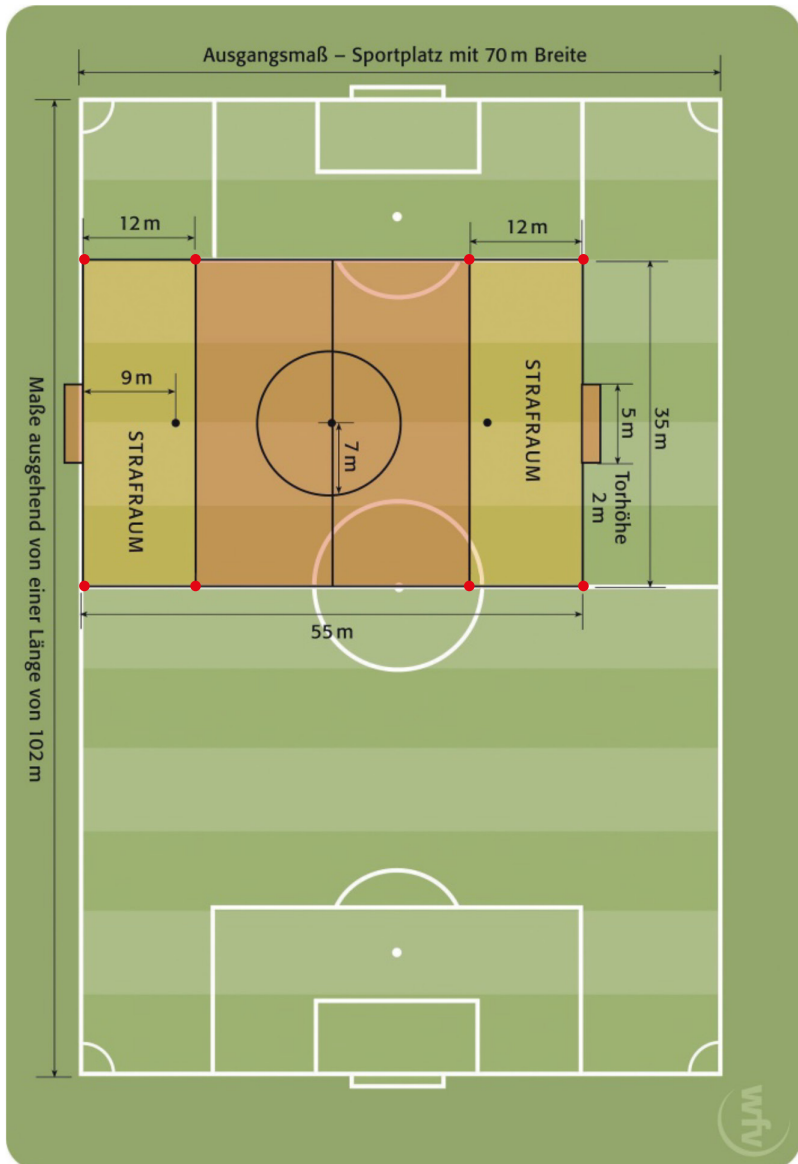 Ausgangsmaß – Sportplatz mit 70 m Breite
12 m
12 m
9 m
STRAFRAUM
STRAFRAUM
7 m
5 m
35 m
Torhöhe
2 m
55 m
Maße ausgehend von einer Länge von 102 m
wfv